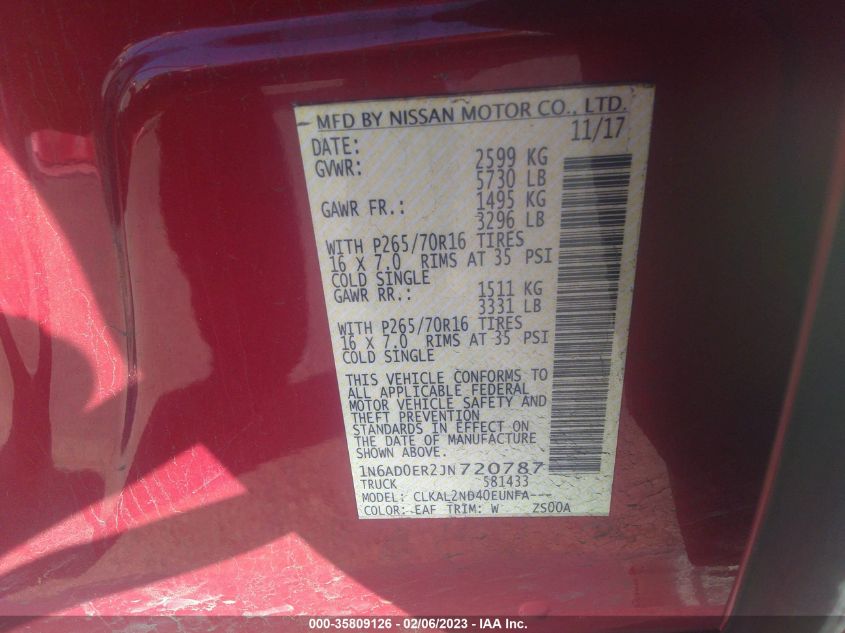 MFD BY NISSAN MOTOR CO., LTD.
DATE: 11/17
GVWR: 2599 KG
5730 LB
GAWR FR.: 1495 KG
3296 LB
WITH P265/70R16 TIRES
16 X 7.0 RIMS AT 35 PSI
COLD SINGLE
GAWR RR.: 1511 KG
3331 LB
WITH P265/70R16 TIRES
16 X 7.0 RIMS AT 35 PSI
COLD SINGLE
THIS VEHICLE CONFORMS TO
ALL APPLICABLE FEDERAL
MOTOR VEHICLE SAFETY AND
THEFT PREVENTION
STANDARDS IN EFFECT ON
THE DATE OF MANUFACTURE
SHOWN ABOVE.
1N6AD0ER2JN720787
TRUCK 581433
MODEL: CLKAL2ND40EUNFA---
COLOR: EAF TRIM: W ZS00A
000-35809126 - 02/06/2023 - IAA Inc.